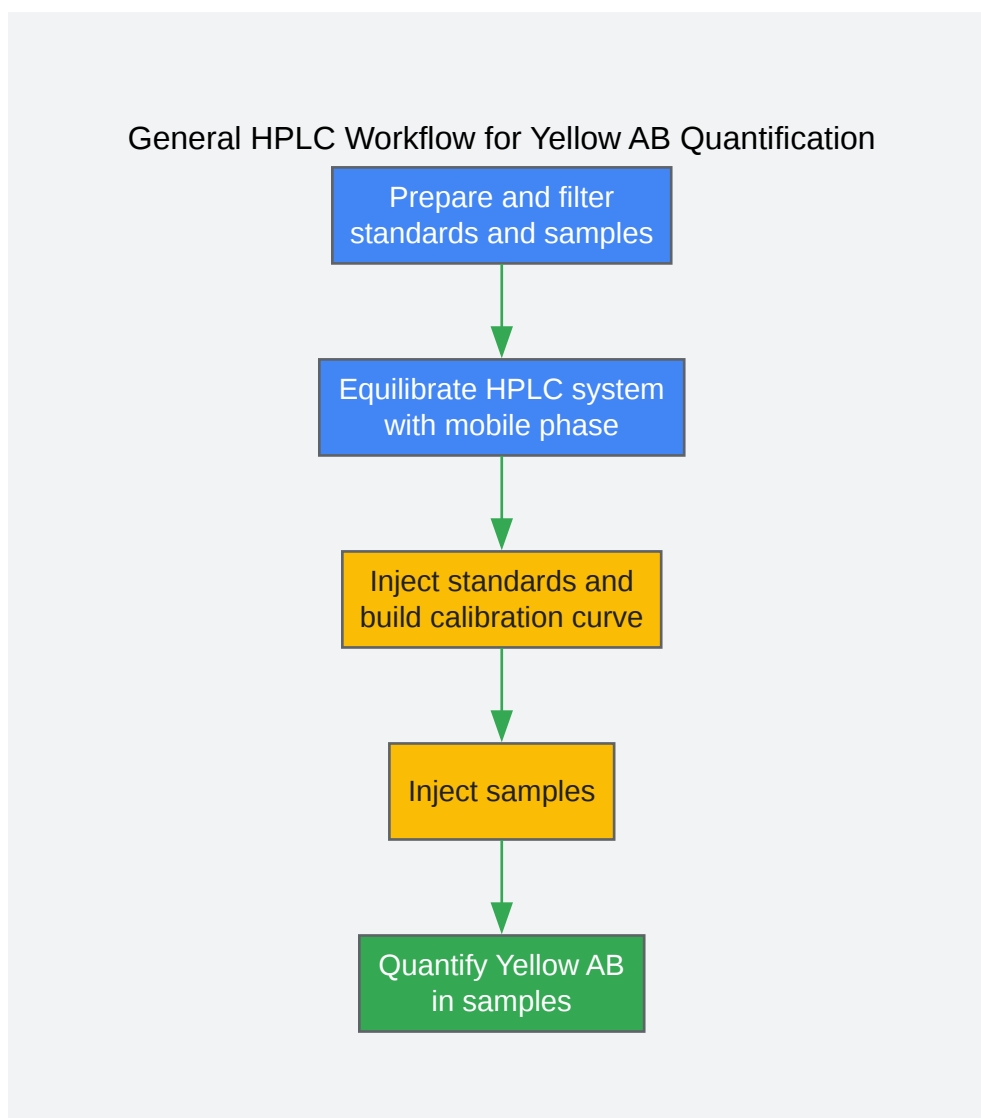 General HPLC Workflow for Yellow AB Quantification
Prepare and filter
standards and samples
Equilibrate HPLC system
with mobile phase
Inject standards and
build calibration curve
Inject samples
Quantify Yellow AB
in samples